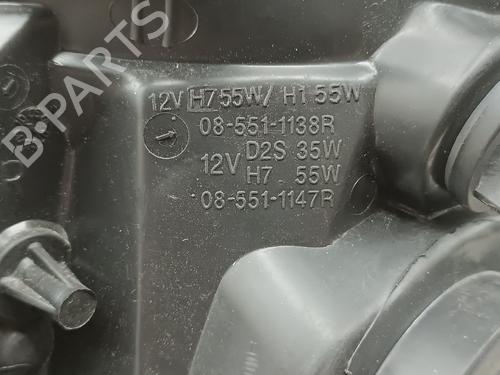 12V H7 55W/ H1 55W
08-551-1138R
12V D2S 35W
H7 55W
08-551-1147R
B-PARTS